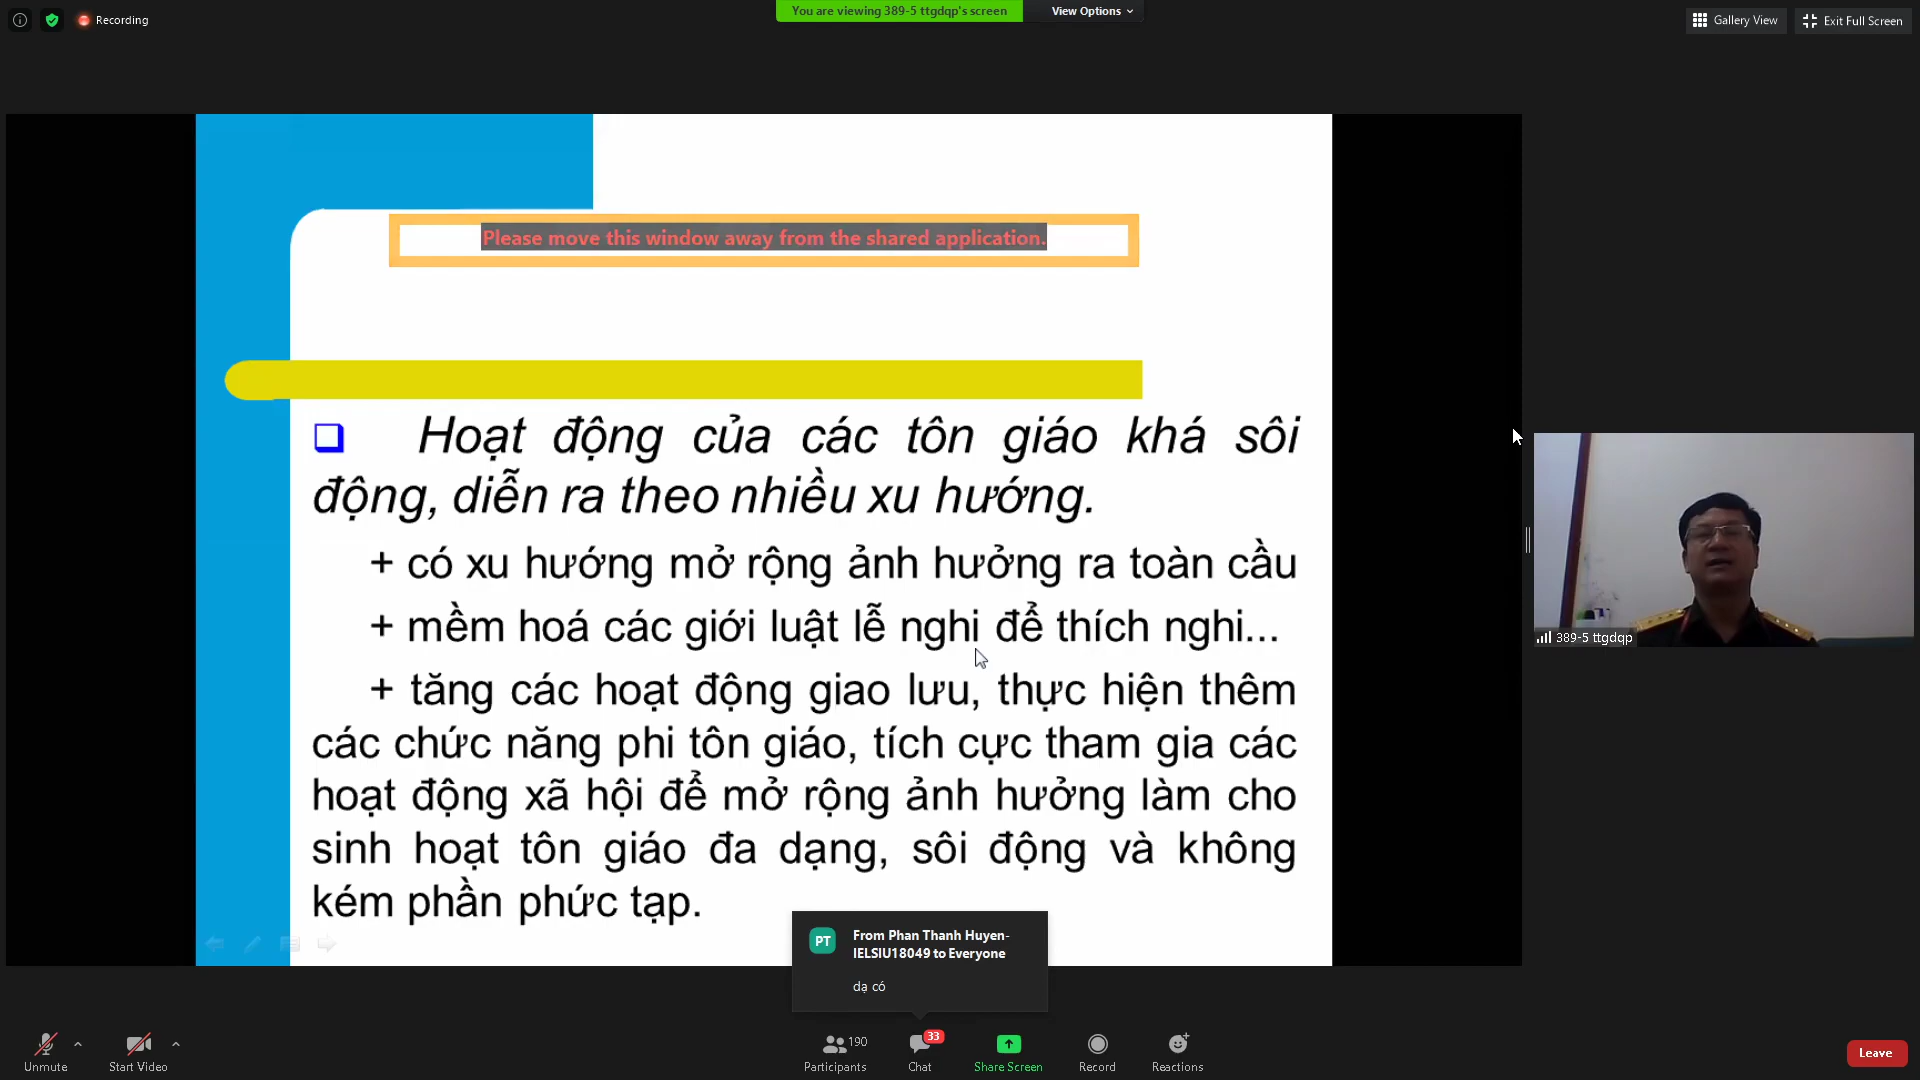 Recording
You are viewing 389-5 ttgdqp's screen
View Options
Gallery View
Exit Full Screen
Please move this window away from the shared application.
Hoạt động của các tôn giáo khá sôi
động, diễn ra theo nhiều xu hướng.
+ có xu hướng mở rộng ảnh hưởng ra toàn cầu
+ mềm hoá các giới luật lễ nghi để thích nghi...
+ tăng các hoạt động giao lưu, thực hiện thêm
các chức năng phi tôn giáo, tích cực tham gia các
hoạt động xã hội để mở rộng ảnh hưởng làm cho
sinh hoạt tôn giáo đa dạng, sôi động và không
kém phần phức tạp.
389-5 ttgdqp
PT
From Phan Thanh Huyen-
IELSIU18049 to Everyone
dạ có
Unmute
Start Video
190
Participants
33
Chat
Share Screen
Record
Reactions
Leave